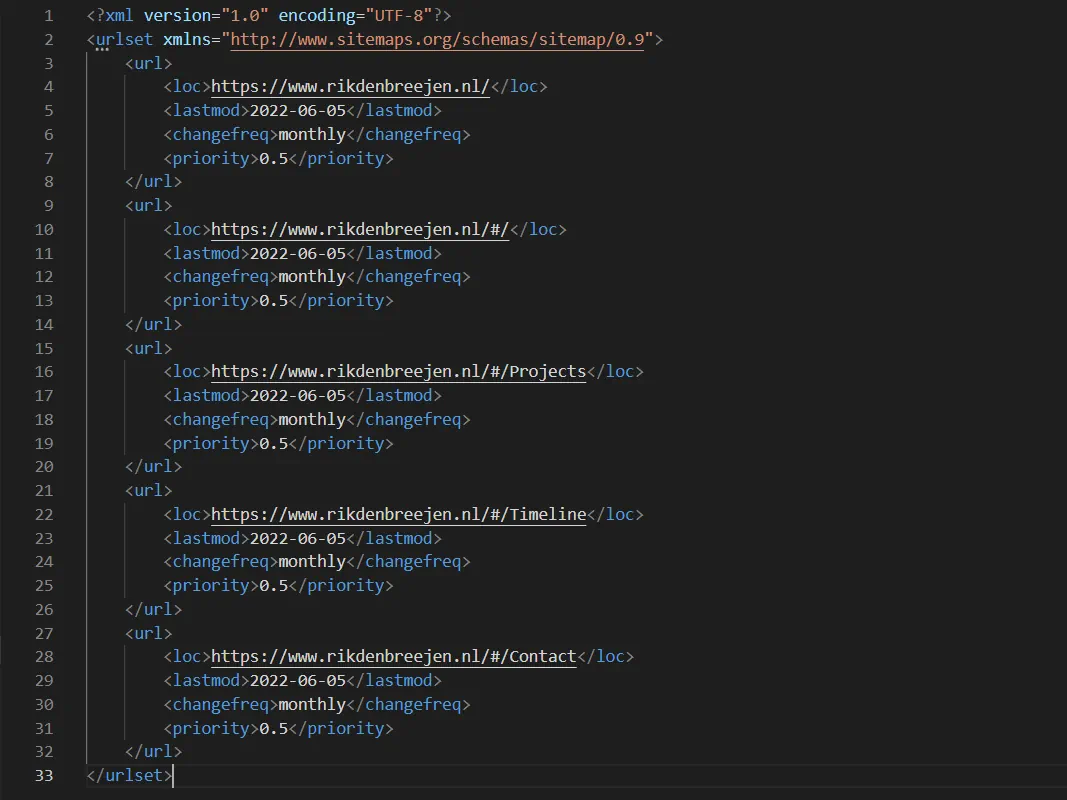 1 <?xml version="1.0" encoding="UTF-8"?>
2 <urlset xmlns="http://www.sitemaps.org/schemas/sitemap/0.9">
3 <url>
4 <loc>https://www.rikdenbreejen.nl/</loc>
5 <lastmod>2022-06-05</lastmod>
6 <changefreq>monthly</changefreq>
7 <priority>0.5</priority>
8 </url>
9 <url>
10 <loc>https://www.rikdenbreejen.nl/#/</loc>
11 <lastmod>2022-06-05</lastmod>
12 <changefreq>monthly</changefreq>
13 <priority>0.5</priority>
14 </url>
15 <url>
16 <loc>https://www.rikdenbreejen.nl/#/Projects</loc>
17 <lastmod>2022-06-05</lastmod>
18 <changefreq>monthly</changefreq>
19 <priority>0.5</priority>
20 </url>
21 <url>
22 <loc>https://www.rikdenbreejen.nl/#/Timeline</loc>
23 <lastmod>2022-06-05</lastmod>
24 <changefreq>monthly</changefreq>
25 <priority>0.5</priority>
26 </url>
27 <url>
28 <loc>https://www.rikdenbreejen.nl/#/Contact</loc>
29 <lastmod>2022-06-05</lastmod>
30 <changefreq>monthly</changefreq>
31 <priority>0.5</priority>
32 </url>
33 </urlset>